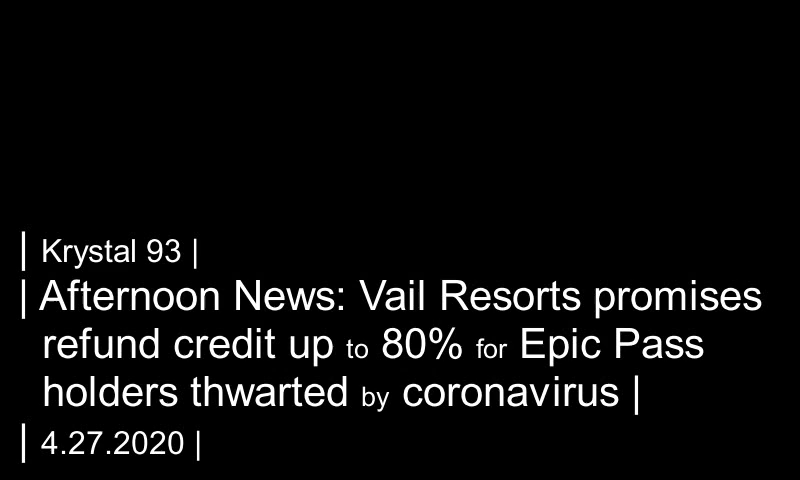 | Krystal 93 |
| Afternoon News: Vail Resorts promises
refund credit up to 80% for Epic Pass
holders thwarted by coronavirus |
| 4.27.2020 |